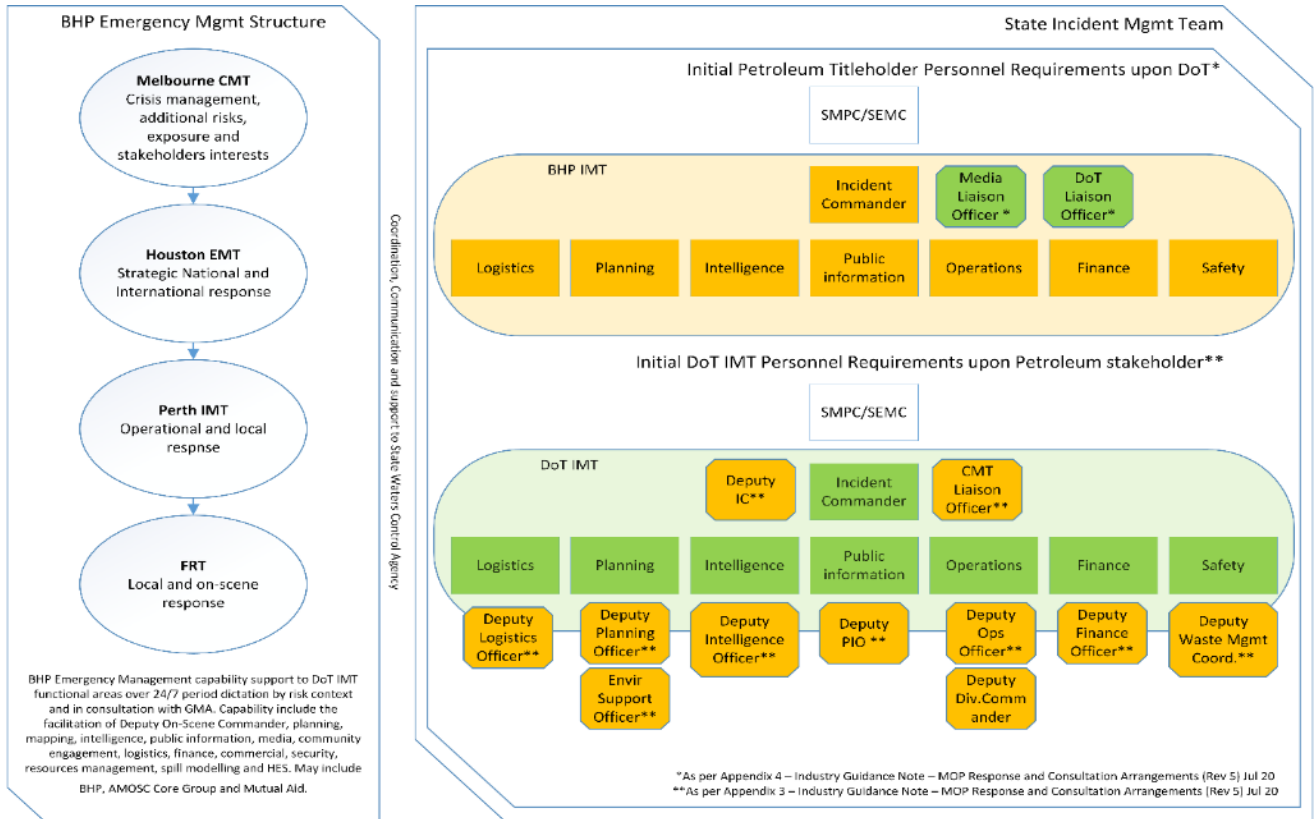 BHP Emergency Mgmt Structure
Melbourne CMT
Crisis management,
additional risks,
exposure and
stakeholders interests
Houston EMT
Strategic National and
International response
Perth IMT
Operational and local
respnse
FRT
Local and on-scene
response
BHP Emergency Management capability support to DoT IMT
functional areas over 24/7 period dictation by risk context
and in consultation with GMA. Capability include the
facilitation of Deputy On-Scene Commander, planning,
mapping, intelligence, public information, media, community
engagement, logistics, finance, commercial, security,
resources management, spill modelling and HES. May include
BHP, AMOSC Core Group and Mutual Aid.
Coordination, Communication and support to State Waters Control Agency
State Incident Mgmt Team
Initial Petroleum Titleholder Personnel Requirements upon DoT*
SMPC/SEMC
BHP IMT
Incident
Commander
Media
Liaison
Officer *
DoT
Liaison
Officer*
Logistics
Planning
Intelligence
Public
information
Operations
Finance
Safety
Initial DoT IMT Personnel Requirements upon Petroleum stakeholder**
SMPC/SEMC
DoT IMT
Deputy
IC**
Incident
Commander
CMT
Liaison
Officer**
Logistics
Planning
Intelligence
Public
information
Operations
Finance
Safety
Deputy
Logistics
Officer**
Deputy
Planning
Officer**
Deputy
Intelligence
Officer**
Deputy
PIO **
Deputy
Ops
Officer**
Deputy
Finance
Officer**
Deputy
Waste Mgmt
Coord.**
Envir
Support
Officer**
Deputy
Div.Comm
ander
*As per Appendix 4 – Industry Guidance Note – MOP Response and Consultation Arrangements (Rev 5) Jul 20
**As per Appendix 3 – Industry Guidance Note – MOP Response and Consultation Arrangements (Rev 5) Jul 20